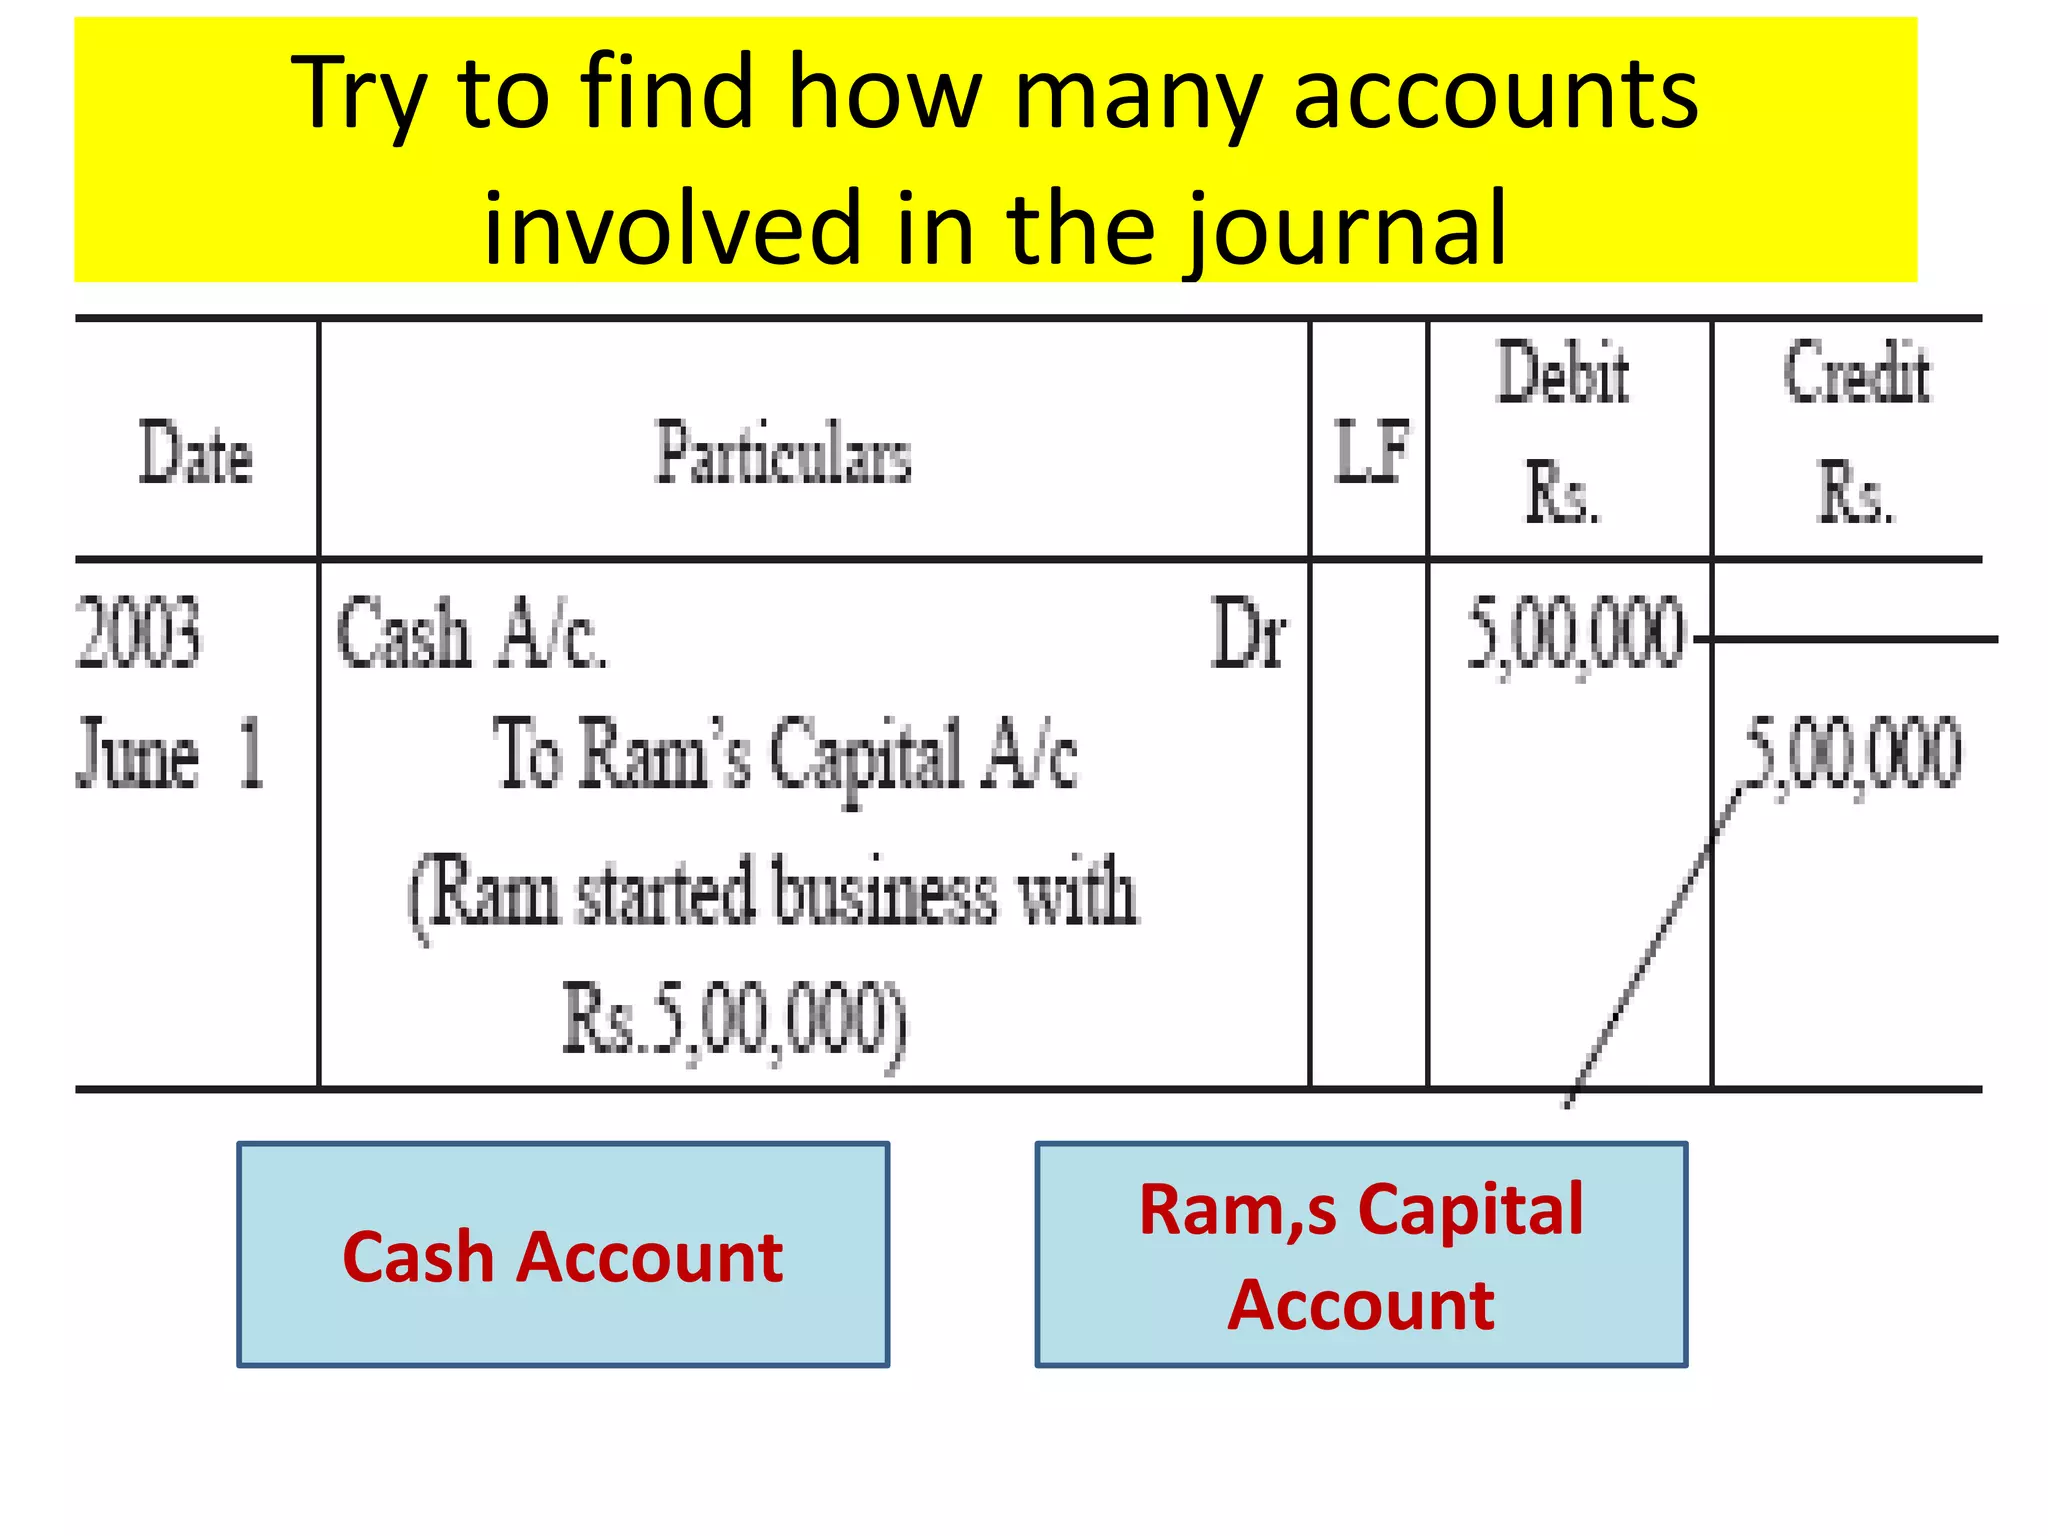 Try to find how many accounts
involved in the journal
Date Particulars L.F Debit Rs. Credit Rs.
2003 Cash A/c. Dr 5,00,000
June 1 To Ram's Capital A/c 5,00,000
(Ram started business with
Rs.5,00,000)
Cash Account
Ram,s Capital
Account